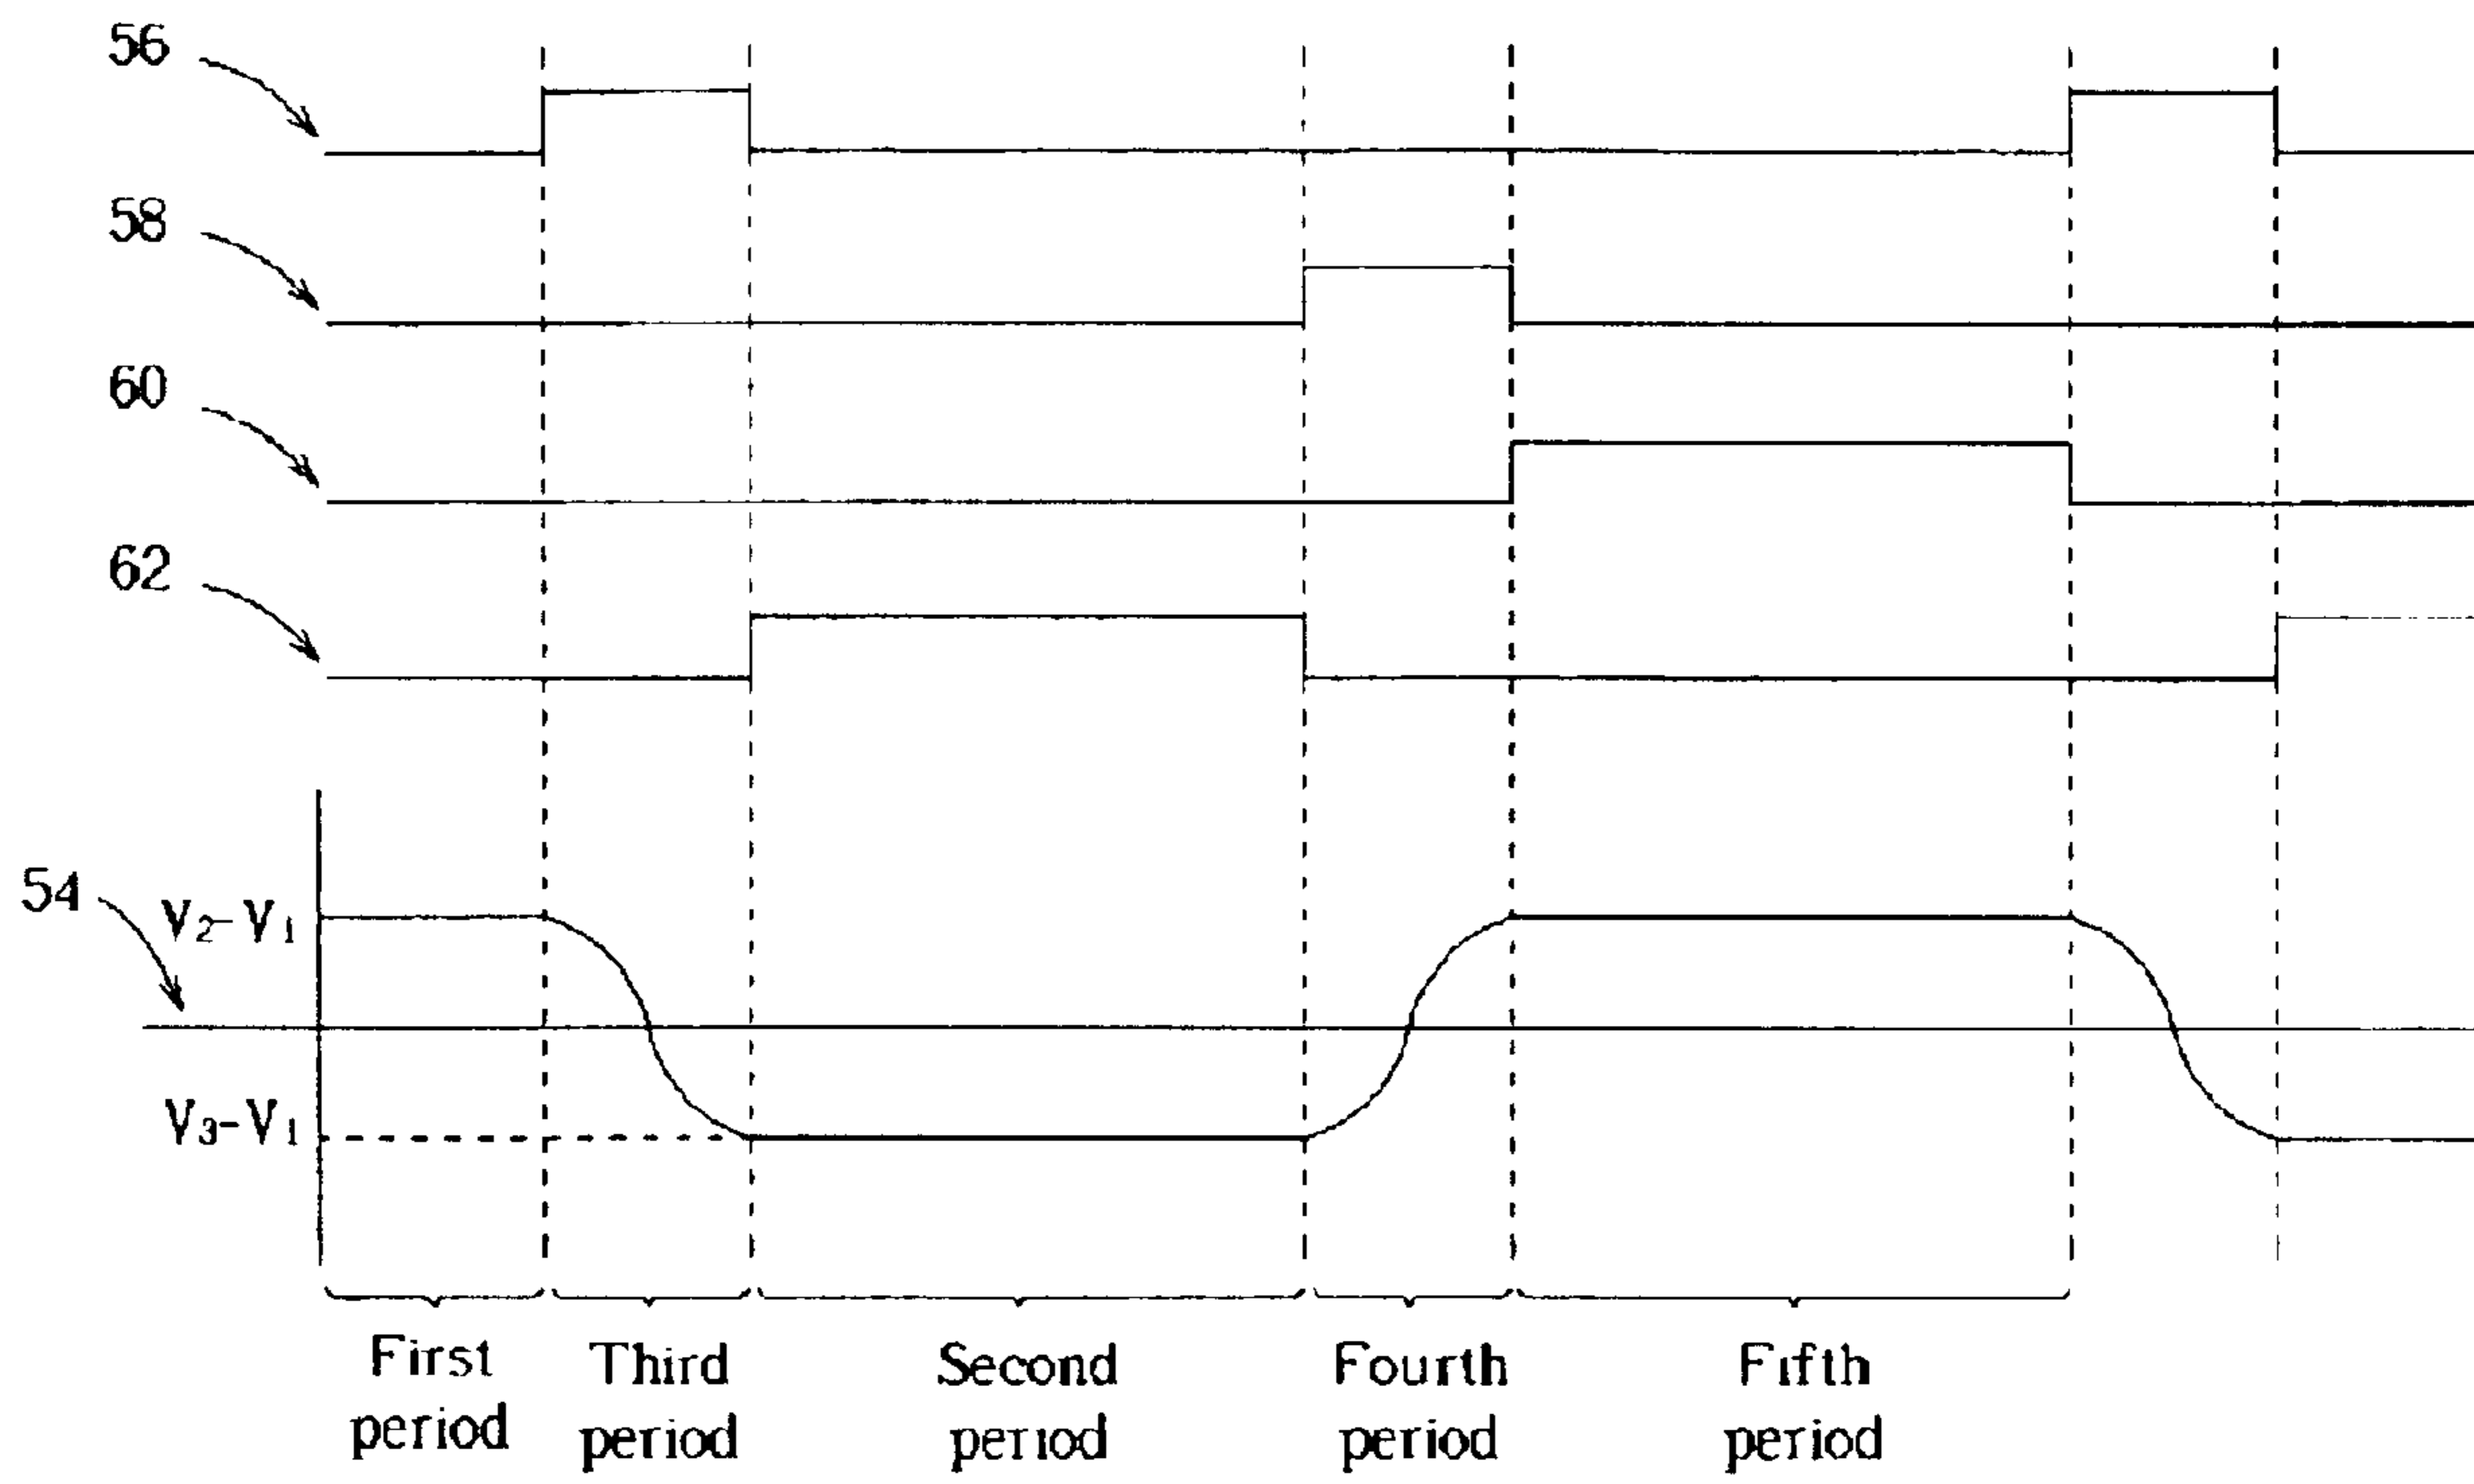 56
58
60
62
54
V2-V1
V3-V1
First period
Third period
Second period
Fourth period
Fifth period